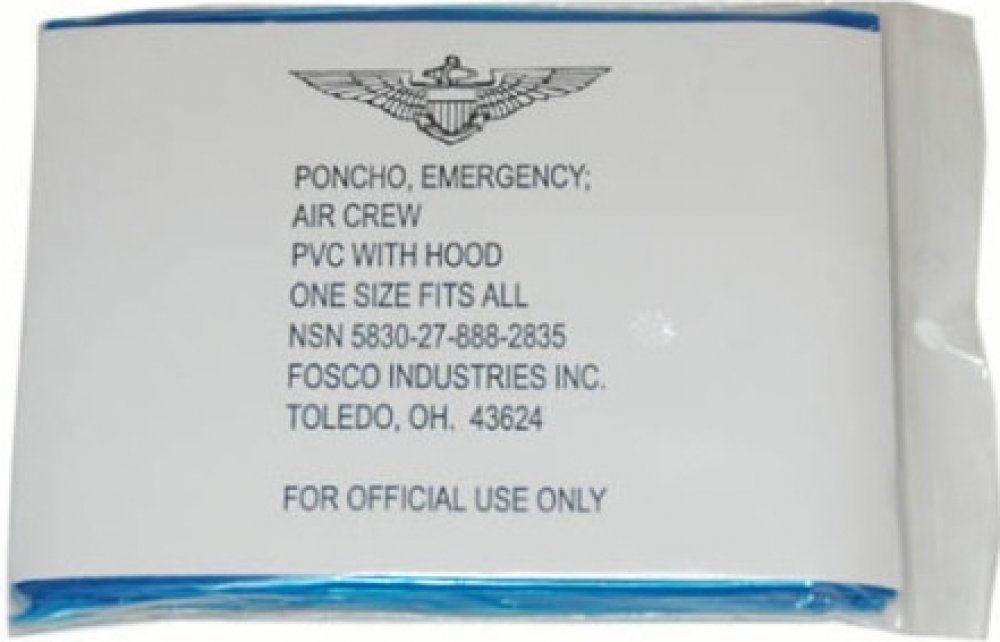 PONCHO, EMERGENCY;
AIR CREW
PVC WITH HOOD
ONE SIZE FITS ALL
NSN 5830-27-888-2835
FOSCO INDUSTRIES INC.
TOLEDO, OH. 43624
FOR OFFICIAL USE ONLY